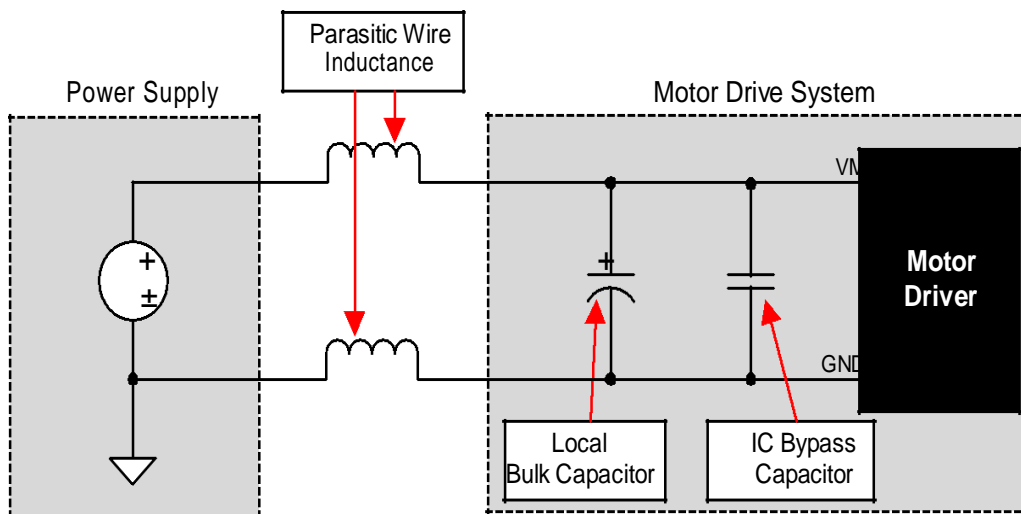 Parasitic Wire
Inductance
Power Supply
Motor Drive System
VM
+
±
+
Motor
Driver
GND
Local
Bulk Capacitor
IC Bypass
Capacitor